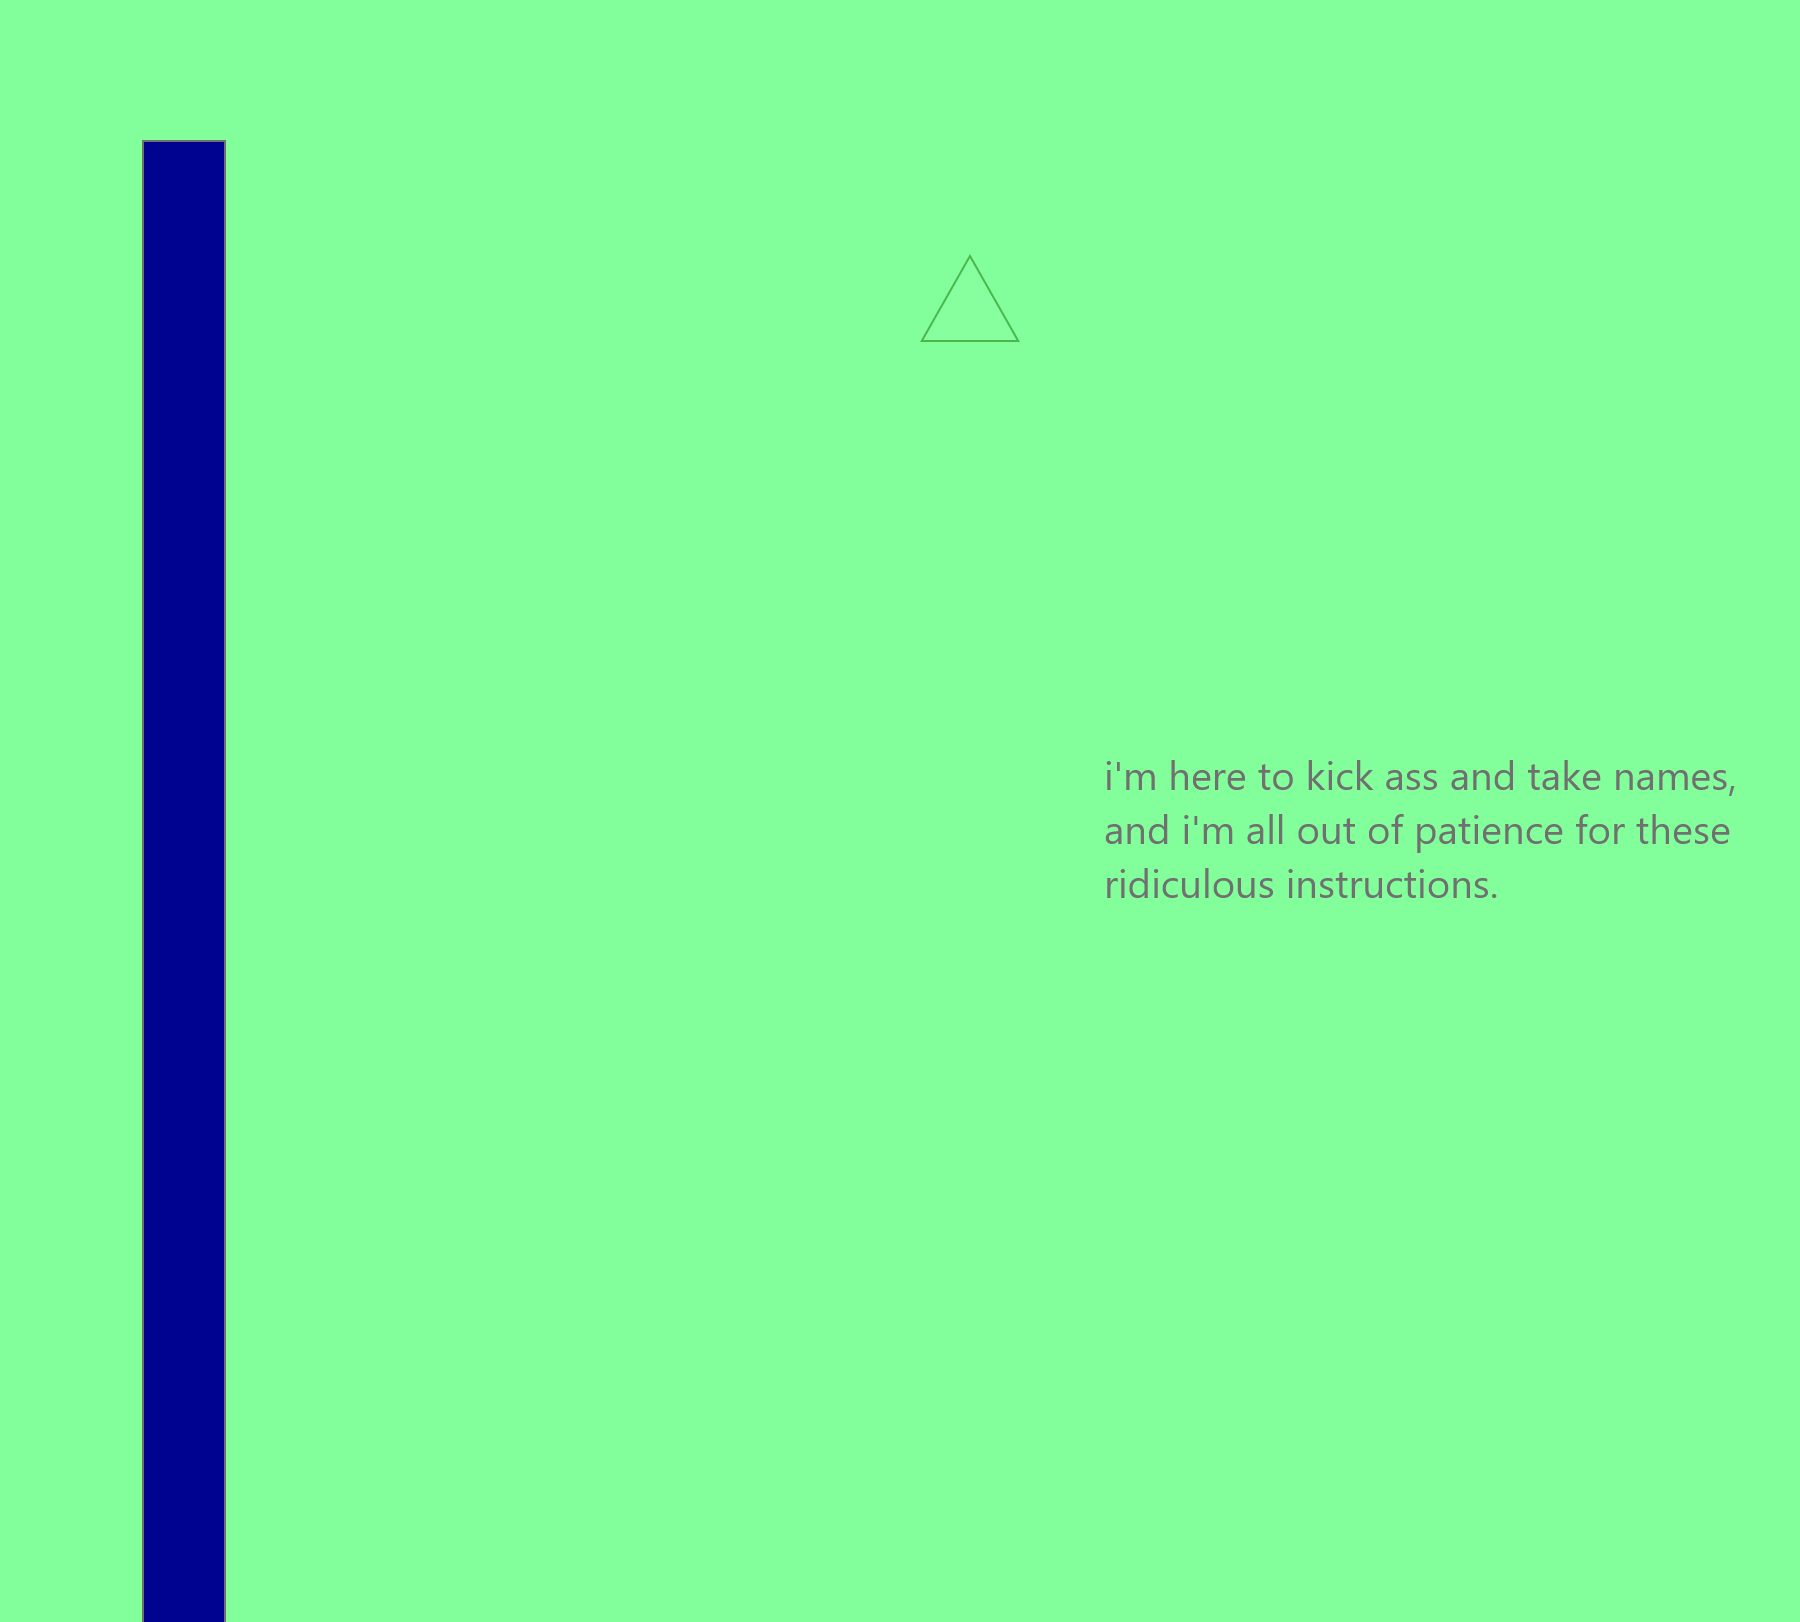 i'm here to kick ass and take names,
and i'm all out of patience for these
ridiculous instructions.